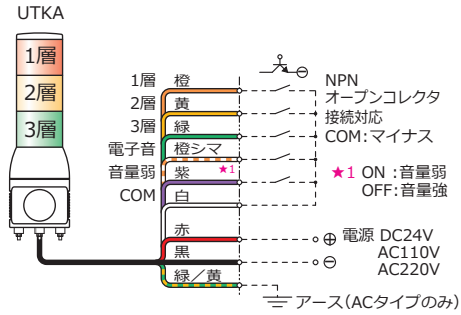 UTKA
1層
2層
3層
1層 橙
2層 黄
3層 緑
電子音 橙シマ
音量弱 紫 ★1
COM 白
赤
黒
緑／黄
NPN
オープンコレクタ
接続対応
COM:マイナス
★1 ON :音量弱
OFF:音量強
⊖
⊕ 電源 DC24V
AC110V
⊖ AC220V
アース(ACタイプのみ)